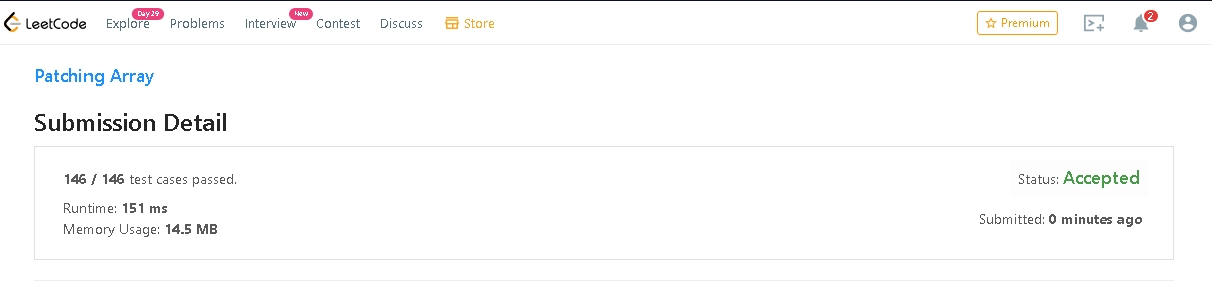 LeetCode Explore Day 29 Problems Interview New Contest Discuss Store Premium 2
Patching Array
Submission Detail
146 / 146 test cases passed. Status: Accepted
Runtime: 151 ms Submitted: 0 minutes ago
Memory Usage: 14.5 MB